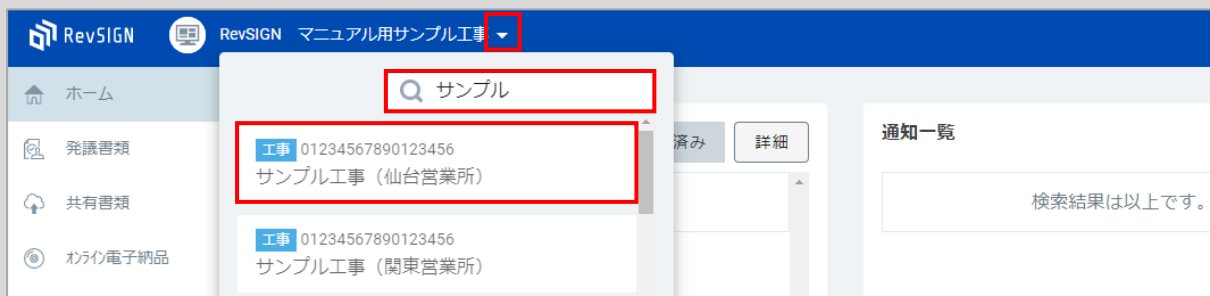 RevSIGN RevSIGN マニュアル用サンプル工事
サンプル
ホーム
発議書類
共有書類
オンライン電子納品
工事 01234567890123456
サンプル工事（仙台営業所）
工事 01234567890123456
サンプル工事（関東営業所）
済み 詳細
通知一覧
検索結果は以上です。